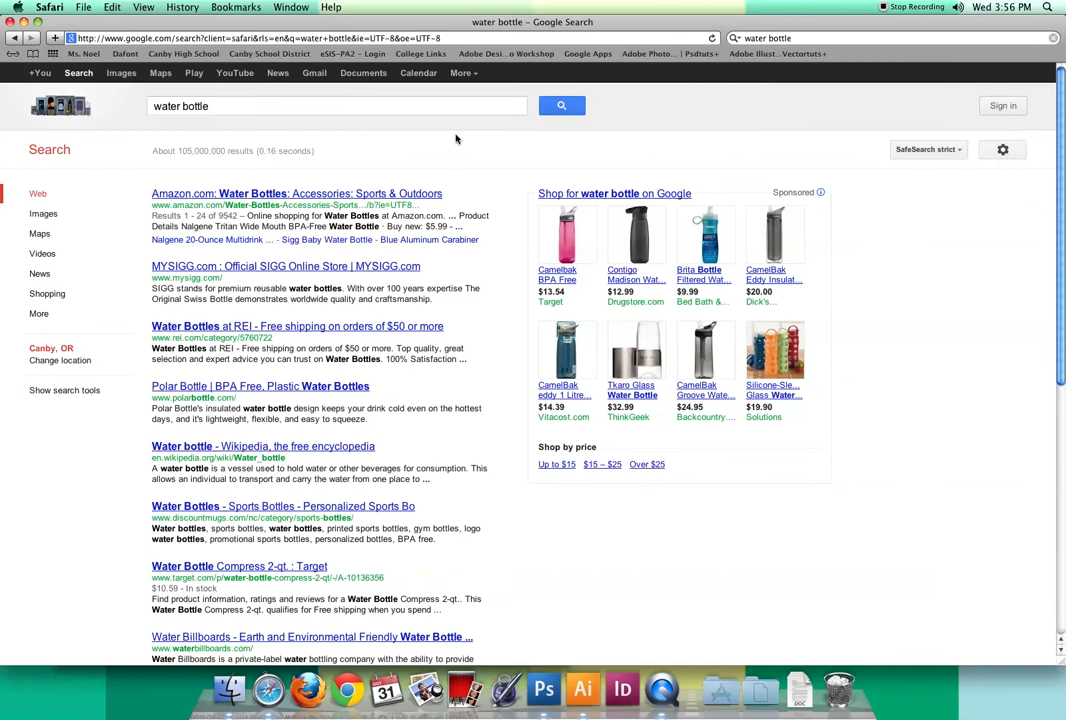 Safari File Edit View History Bookmarks Window Help Stop Recording Wed 3:56 PM
water bottle - Google Search
http://www.google.com/search?client=safari&rls=en&q=water+bottle&ie=UTF-8&oe=UTF-8 water bottle
Ms. Noel Dafont Canby High School Canby School District eSIS-PA2 - Login College Links Adobe Desi...o Workshop Google Apps Adobe Photo...| Psdtuts+ Adobe Illu...Vectortuts+
+You Search Images Maps Play YouTube News Gmail Documents Calendar More
water bottle Sign in
Search About 105,000,000 results (0.16 seconds) SafeSearch strict
Web
Images
Maps
Videos
News
Shopping
More
Canby, OR
Change location
Show search tools
Amazon.com: Water Bottles: Accessories: Sports & Outdoors
www.amazon.com/Water-Bottles-Accessories-Sports.../b?ie=UTF8...
Results 1 - 24 of 9542 – Online shopping for Water Bottles at Amazon.com. ... Product
Details Nalgene Tritan Wide Mouth BPA-Free Water Bottle · Buy new: $5.99 - ...
Nalgene 20-Ounce Multidrink ... - Sigg Baby Water Bottle - Blue Aluminum Carabiner
MYSIGG.com : Official SIGG Online Store | MYSIGG.com
www.mysigg.com/
SIGG stands for premium reusable water bottles. With over 100 years expertise The
Original Swiss Bottle demonstrates worldwide quality and craftsmanship.
Water Bottles at REI - Free shipping on orders of $50 or more
www.rei.com/category/5760722
Water Bottles at REI - Free shipping on orders of $50 or more. Top quality, great
selection and expert advice you can trust on Water Bottles. 100% Satisfaction ...
Polar Bottle | BPA Free, Plastic Water Bottles
www.polarbottle.com/
Polar Bottle's insulated water bottle design keeps your drink cold even on the hottest
days, and it's lightweight, flexible, and easy to squeeze.
Water bottle - Wikipedia, the free encyclopedia
en.wikipedia.org/wiki/Water_bottle
A water bottle is a vessel used to hold water or other beverages for consumption. This
allows an individual to transport and carry the water from one place to ...
Water Bottles - Sports Bottles - Personalized Sports Bo
www.discountmugs.com/nc/category/sports-bottles/
Water bottles, sports bottles, water bottles, printed sports bottles, gym bottles, logo
water bottles, promotional sports bottles, personalized bottles, BPA free.
Water Bottle Compress 2-qt. : Target
www.target.com/p/water-bottle-compress-2-qt/-/A-10136356
$10.59 - In stock
Find product information, ratings and reviews for a Water Bottle Compress 2-qt.. This
Water Bottle Compress 2-qt. qualifies for Free shipping when you spend ...
Water Billboards - Earth and Environmental Friendly Water Bottle ...
www.waterbillboards.com/
Water Billboards is a private-label water bottling company with the ability to provide
Shop for water bottle on Google Sponsored
Camelbak Contigo Brita Bottle CamelBak
BPA Free Madison Wat... Filtered Wat... Eddy Insulat...
$13.54 $12.99 $9.99 $20.00
Target Drugstore.com Bed Bath &... Dick's...
CamelBak Tkaro Glass CamelBak Silicone-Sle...
eddy 1 Litre... Water Bottle Groove Wate... Glass Water...
$14.39 $32.99 $24.95 $19.90
Vitacost.com ThinkGeek Backcountry.... Solutions
Shop by price
Up to $15 $15 – $25 Over $25
OCT
31
Ps Ai Id
.DOC